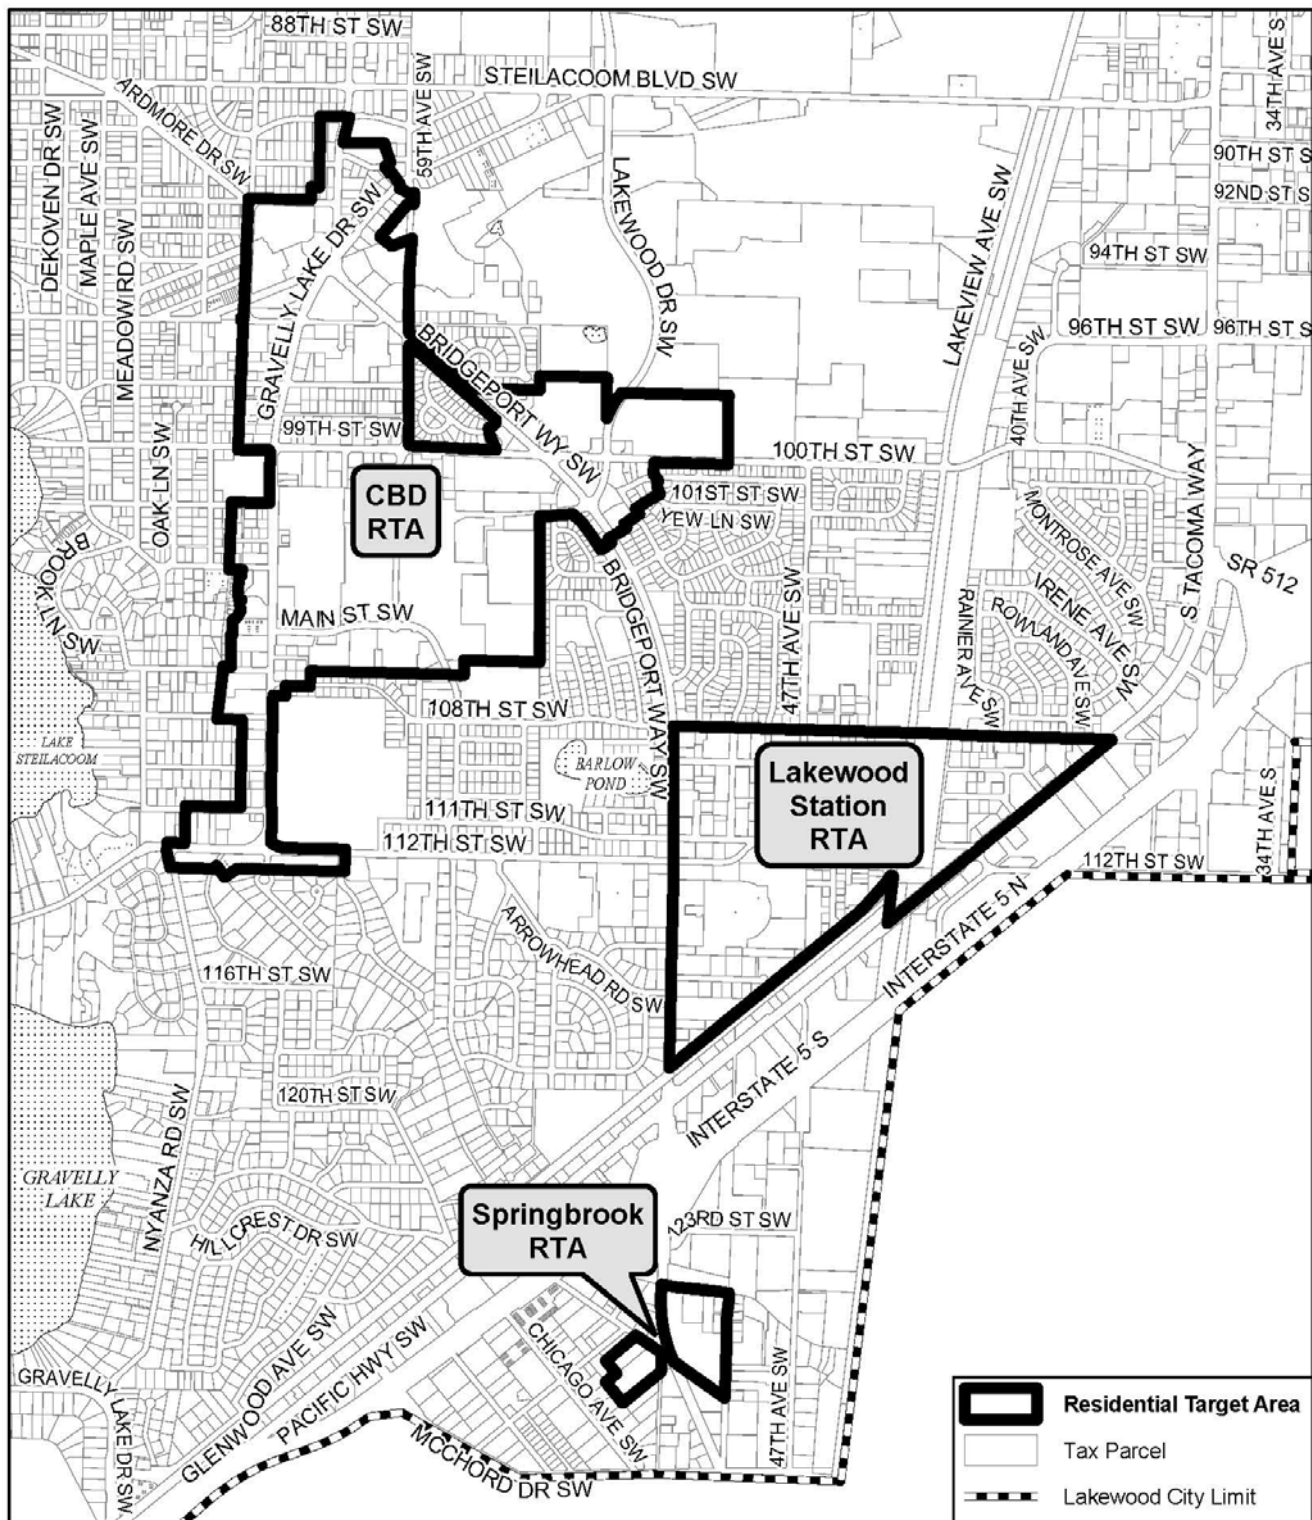 88TH ST SW
STEILACOOM BLVD SW
ARDMORE DR SW
59TH AVE SW
34TH AVE S
90TH ST S
92ND ST S
DEKOVEN DR SW
MAPLE AVE SW
MEADOW RD SW
GRAVELLY LAKE DR SW
LAKEWOOD DR SW
LAKEVIEW AVE SW
94TH ST SW
96TH ST SW
96TH ST S
40TH AVE SW
BRIDGEPORT WY SW
OAK LN SW
99TH ST SW
100TH ST SW
CBD
RTA
101ST ST SW
YEW LN SW
MONTROSE AVE SW
S TACOMA WAY
SR 512
BROOK LN SW
IRENE AVE SW
ROWLAND AVE SW
RAINIER AVE SW
47TH AVE SW
BRIDGEPORT WAY SW
MAIN ST SW
108TH ST SW
LAKE
STEILACOOM
BARLOW
POND
Lakewood
Station
RTA
111TH ST SW
112TH ST SW
112TH ST SW
34TH AVE S
ARROWHEAD RD SW
116TH ST SW
INTERSTATE 5 N
INTERSTATE 5 S
120TH ST SW
NYANZA RD SW
GRAVELLY
LAKE
HILLCREST DR SW
Springbrook
RTA
123RD ST SW
CHICAGO AVE SW
47TH AVE SW
GRAVELLY LAKE DR SW
GLENWOOD AVE SW
PACIFIC HWY SW
MCCHORD DR SW
Residential Target Area
Tax Parcel
Lakewood City Limit